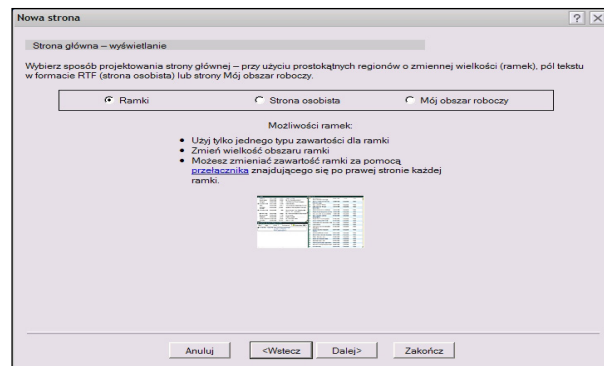 Nowa strona
Strona główna – wyświetlanie
Wybierz sposób projektowania strony głównej – przy użyciu prostokątnych regionów o zmiennej wielkości (ramek), pól tekstu
w formacie RTF (strona osobista) lub strony Mój obszar roboczy.
Ramki Strona osobista Mój obszar roboczy
Możliwości ramek:
• Użyj tylko jednego typu zawartości dla ramki
• Zmień wielkość obszaru ramki
• Możesz zmieniać zawartość ramki za pomocą
przełącznika znajdującego się po prawej stronie każdej
ramki.
Anuluj <Wstecz Dalej> Zakończ